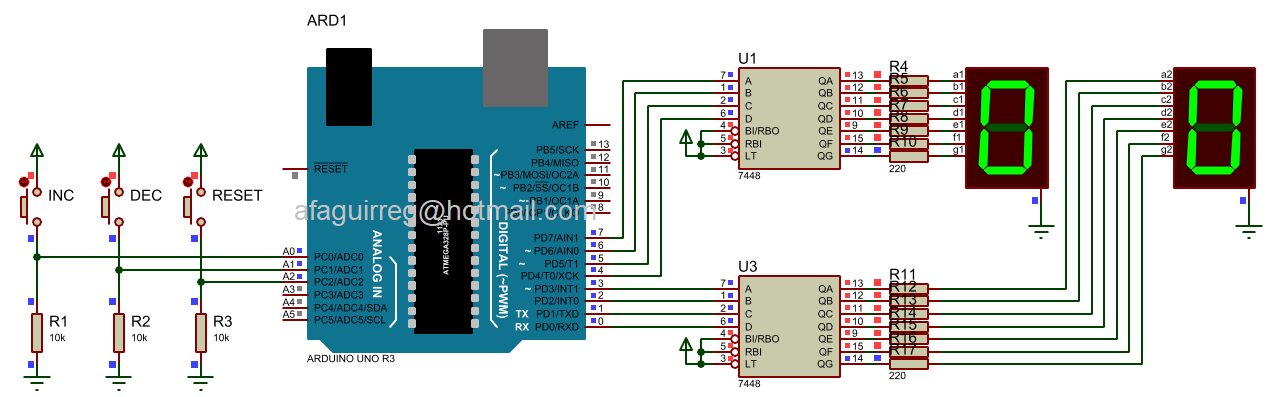 ARD1
INC
DEC
RESET
R1
10k
R2
10k
R3
10k
RESET
A0 PC0/ADC0
A1 PC1/ADC1
A2 PC2/ADC2
A3 PC3/ADC3
A4 PC4/ADC4/SDA
A5 PC5/ADC5/SCL
ANALOG IN
ATMEGA328P-PU
DIGITAL (~PWM)
AREF
PB5/SCK 13
PB4/MISO 12
~PB3/MOSI/OC2A 11
~ PB2/SS/OC1B 10
~ PB1/OC1A 9
8
PD7/AIN1 7
~ PD6/AIN0 6
~ PD5/T1 5
PD4/T0/XCK 4
~ PD3/INT1 3
PD2/INT0 2
TX PD1/TXD 1
RX PD0/RXD 0
ARDUINO UNO R3
afaguirreg@hotmail.com
U1
7 A QA 13
1 B QB 12
2 C QC 11
6 D QD 10
4 BI/RBO QE 9
5 RBI QF 15
3 LT QG 14
7448
R4
R5
R6
R7
R8
R9
R10
220
a1
b1
c1
d1
e1
f1
g1
a2
b2
c2
d2
e2
f2
g2
U3
7 A QA 13
1 B QB 12
2 C QC 11
6 D QD 10
4 BI/RBO QE 9
5 RBI QF 15
3 LT QG 14
7448
R11
R12
R13
R14
R15
R16
R17
220